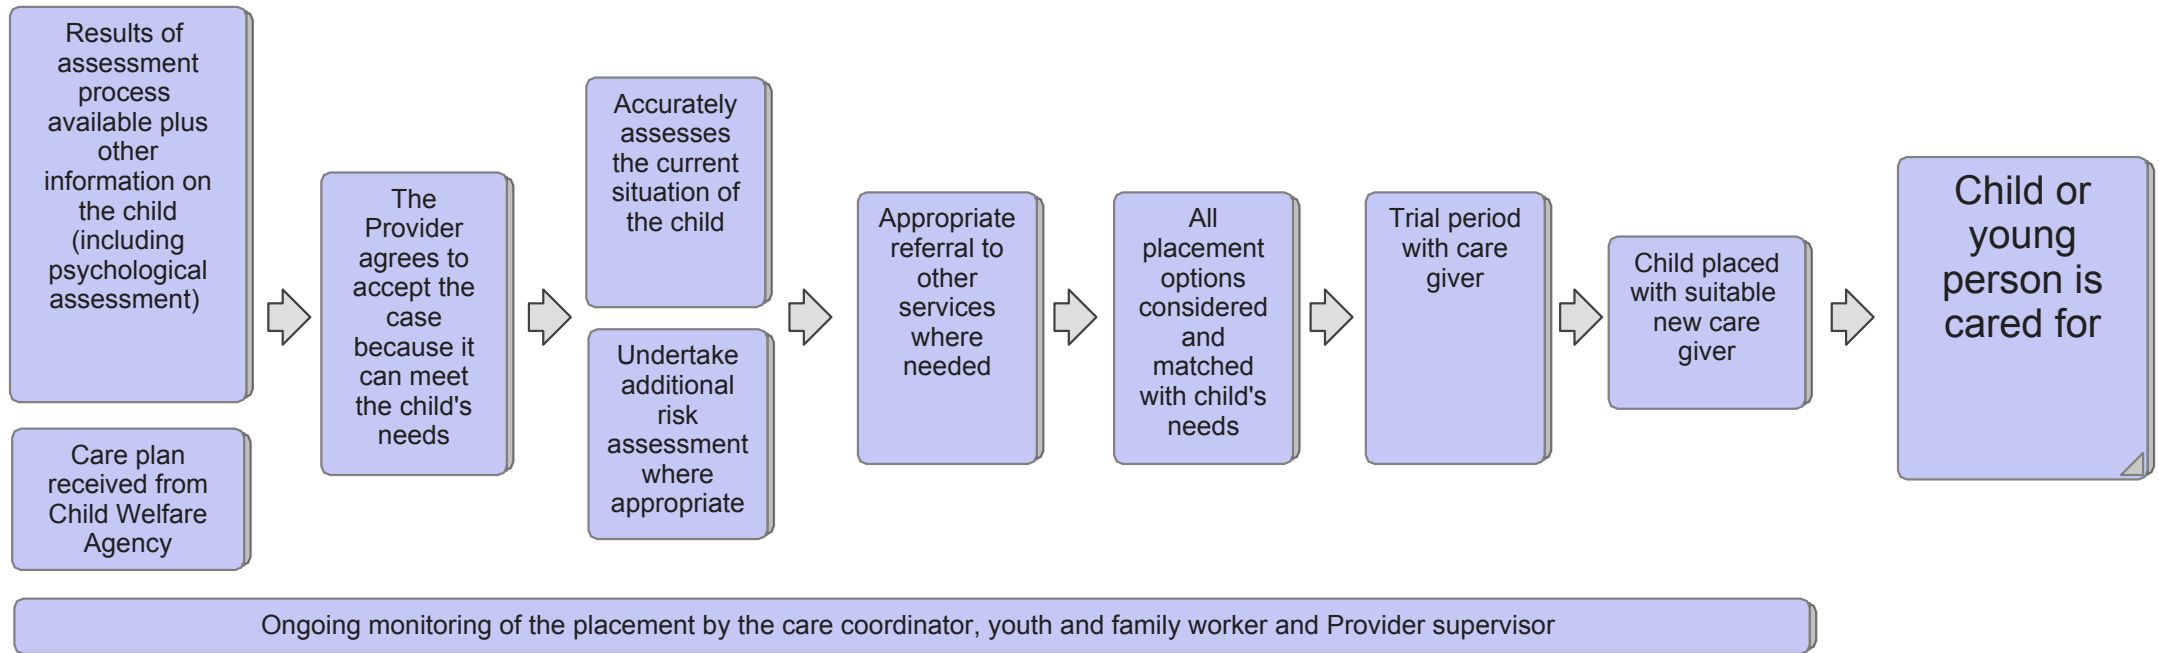 Results of
assessment
process
available plus
other
information on
the child
(including
psychological
assessment)
Care plan
received from
Child Welfare
Agency
The
Provider
agrees to
accept the
case
because it
can meet
the child's
needs
Accurately
assesses
the current
situation of
the child
Undertake
additional
risk
assessment
where
appropriate
Appropriate
referral to
other
services
where
needed
All
placement
options
considered
and
matched
with child's
needs
Trial period
with care
giver
Child placed
with suitable
new care
giver
Child or
young
person is
cared for
Ongoing monitoring of the placement by the care coordinator, youth and family worker and Provider supervisor